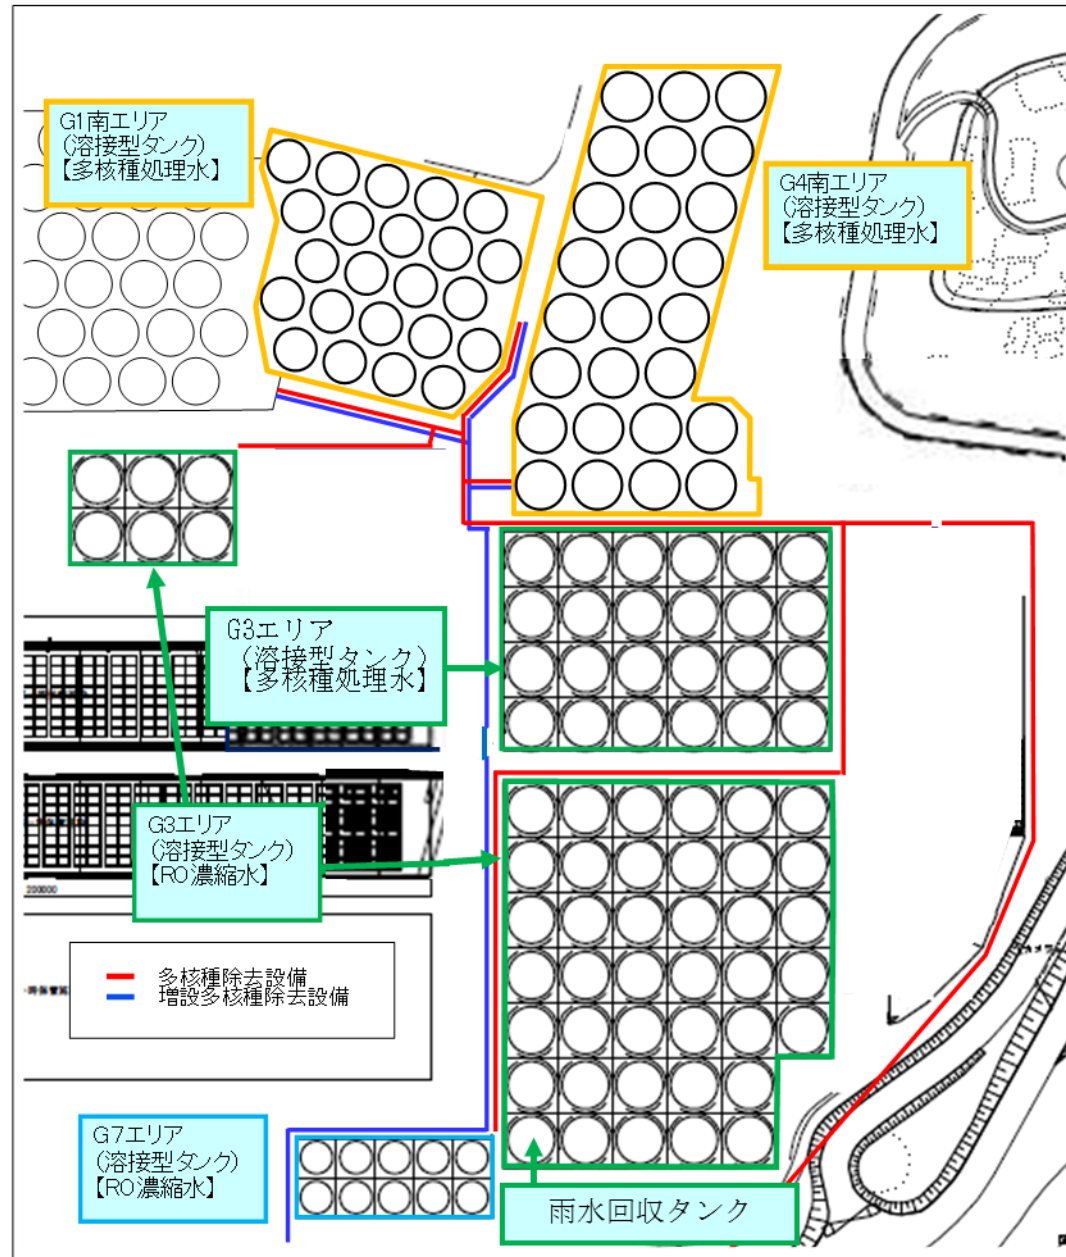 G1南エリア
(溶接型タンク)
【多核種処理水】
G4南エリア
(溶接型タンク)
【多核種処理水】
G3エリア
(溶接型タンク)
【多核種処理水】
G3エリア
(溶接型タンク)
【RO濃縮水】
200000
カメラ
多核種除去設備
増設多核種除去設備
G7エリア
(溶接型タンク)
【RO濃縮水】
雨水回収タンク